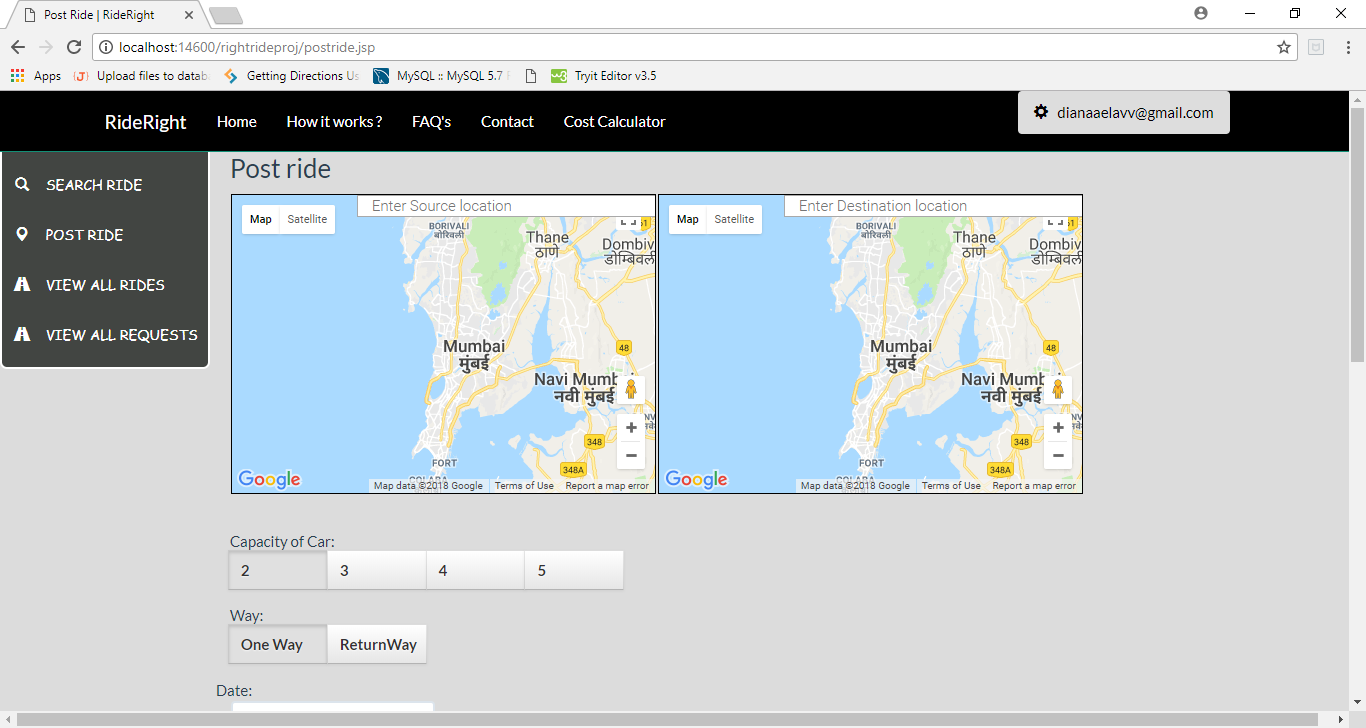 Post Ride | RideRight
localhost:14600/rightrideproj/postride.jsp
Apps Upload files to datab Getting Directions Us MySQL :: MySQL 5.7 Tryit Editor v3.5
RideRight Home How it works ? FAQ's Contact Cost Calculator dianaaelavv@gmail.com
SEARCH RIDE
POST RIDE
VIEW ALL RIDES
VIEW ALL REQUESTS
Post ride
Enter Source location
Map Satellite
BORIVALI
बोरिवली
Thane
ठाणे
Dombiv
डोम्बिवल
Mumbai
मुंबई
48
Navi Mumb
नवी मुंबई
348
FORT
348A
Google
Map data ©2018 Google Terms of Use Report a map error
Enter Destination location
Map Satellite
BORIVALI
बोरिवली
Thane
ठाणे
Dombiv
डोम्बिवल
Mumbai
मुंबई
48
Navi Mumb
नवी मुंबई
348
FORT
348A
Google
Map data ©2018 Google Terms of Use Report a map error
Capacity of Car:
2 3 4 5
Way:
One Way ReturnWay
Date: